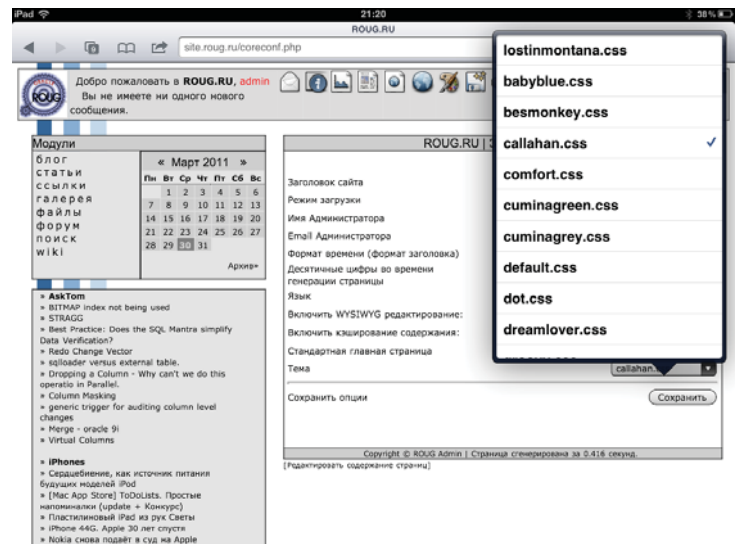 iPad
21:20
38%
ROUG.RU
site.roug.ru/coreconf.php
ROUG
Добро пожаловать в ROUG.RU, admin
Вы не имеете ни одного нового
сообщения.
Модули
блог
статьи
ссылки
галерея
файлы
форум
поиск
wiki
« Март 2011 »
Пн Вт Ср Чт Пт Сб Вс
1 2 3 4 5 6
7 8 9 10 11 12 13
14 15 16 17 18 19 20
21 22 23 24 25 26 27
28 29 30 31
Архив»
» AskTom
» BITMAP index not being used
» STRAGG
» Best Practice: Does the SQL Mantra simplify
Data Verification?
» Redo Change Vector
» sqlloader versus external table.
» Dropping a Column - Why can't we do this
operatio in Parallel.
» Column Masking
» generic trigger for auditing column level
changes
» Merge - oracle 9i
» Virtual Columns
» iPhones
» Сердцебиение, как источник питания
будущих моделей iPod
» [Mac App Store] ToDoLists. Простые
напоминалки (update + Конкурс)
» Пластилиновый iPad из рук Светы
» iPhone 44G. Apple 30 лет спустя
» Nokia снова подаёт в суд на Apple
ROUG.RU |
Заголовок сайта
Режим загрузки
Имя Администратора
Email Администратора
Формат времени (формат заголовка)
Десятичные цифры во времени
генерации страницы
Язык
Включить WYSIWYG редактирование:
Включить кэширование содержания:
Стандартная главная страница
Тема
callahan.
Сохранить опции
Сохранить
Copyright © ROUG Admin | Страница сгенерирована за 0.416 секунд.
[Редактировать содержание страниц]
lostinmontana.css
babyblue.css
besmonkey.css
callahan.css
comfort.css
cuminagreen.css
cuminagrey.css
default.css
dot.css
dreamlover.css